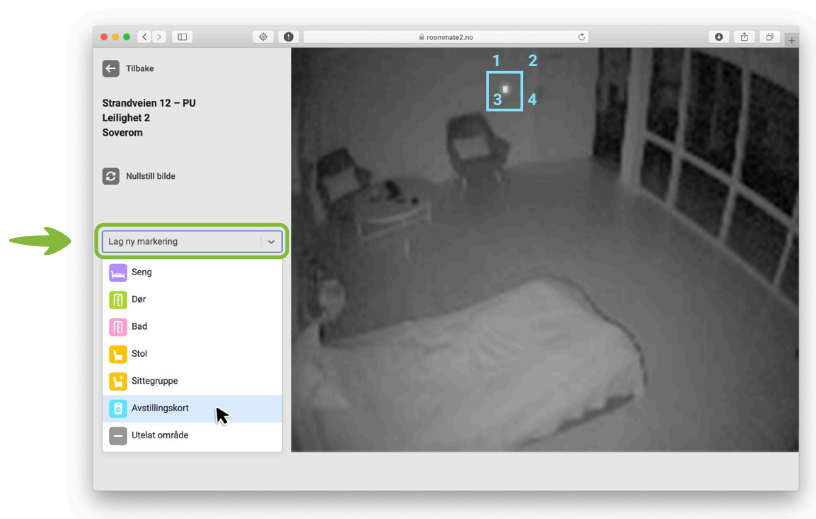 roommate2.no
Tilbake
Strandveien 12 – PU
Leilighet 2
Soverom
Nullstill bilde
Lag ny markering
Seng
Dør
Bad
Stol
Sittegruppe
Avstillingskort
Utelat område
1 2
3 4